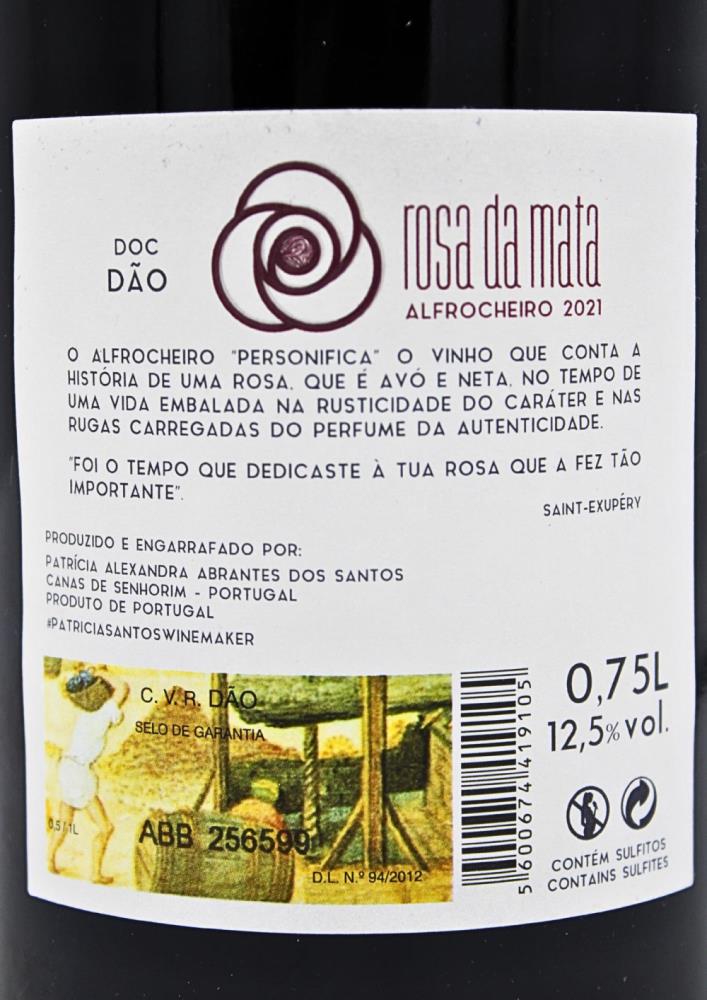 DOC
DÃO
rosa da mata
ALFROCHEIRO 2021
O ALFROCHEIRO "PERSONIFICA" O VINHO QUE CONTA A
HISTÓRIA DE UMA ROSA, QUE É AVÓ E NETA, NO TEMPO DE
UMA VIDA EMBALADA NA RUSTICIDADE DO CARÁTER E NAS
RUGAS CARREGADAS DO PERFUME DA AUTENTICIDADE.
"FOI O TEMPO QUE DEDICASTE À TUA ROSA QUE A FEZ TÃO
IMPORTANTE".
SAINT-EXUPÉRY
PRODUZIDO E ENGARRAFADO POR:
PATRÍCIA ALEXANDRA ABRANTES DOS SANTOS
CANAS DE SENHORIM - PORTUGAL
PRODUTO DE PORTUGAL
#PATRICIASANTOSWINEMAKER
C. V. R. DÃO
SELO DE GARANTIA
0,5 / 1L
ABB 256599
D.L. N.º 94/2012
5 600674 419105
0,75L
12,5% vol.
CONTÉM SULFITOS
CONTAINS SULFITES